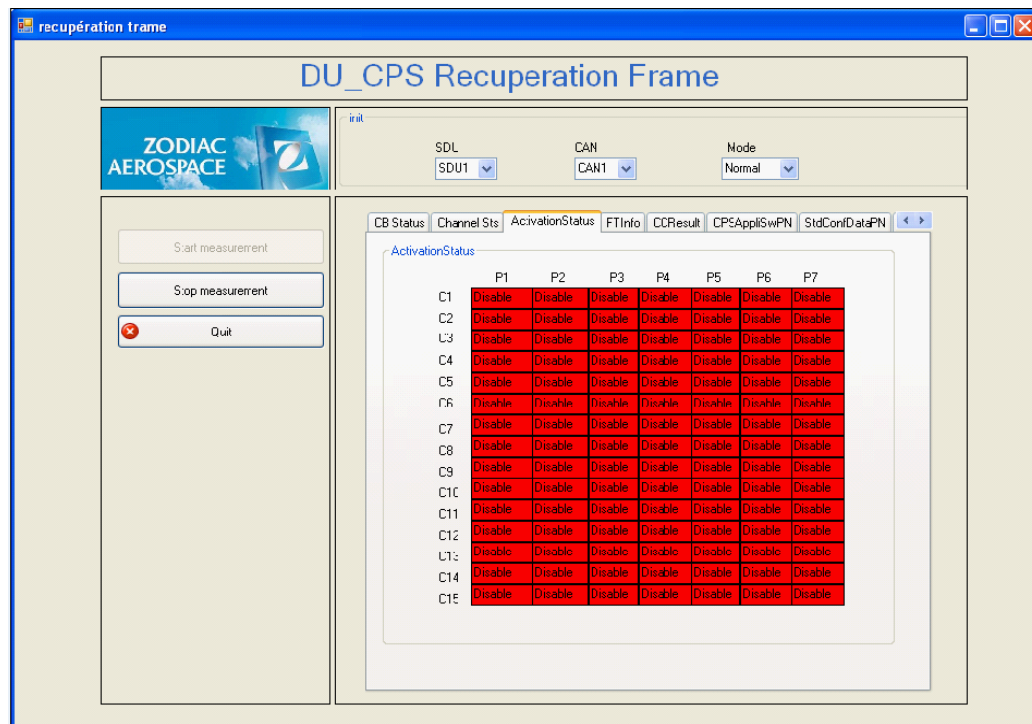 recupération trame
DU_CPS Recuperation Frame
ZODIAC
AEROSPACE
init
SDU CAN Mode
SDU1 CAN1 Normal
Start measurement
Stop measurement
Quit
CB Status Channel Sts ActivationStatus FTInfo CCResult CPSAppliSwPN StdConfDataPN
ActivationStatus
P1 P2 P3 P4 P5 P6 P7
C1 Disable Disable Disable Disable Disable Disable Disable
C2 Disable Disable Disable Disable Disable Disable Disable
C3 Disable Disable Disable Disable Disable Disable Disable
C4 Disable Disable Disable Disable Disable Disable Disable
C5 Disable Disable Disable Disable Disable Disable Disable
C6 Disable Disable Disable Disable Disable Disable Disable
C7 Disable Disable Disable Disable Disable Disable Disable
C8 Disable Disable Disable Disable Disable Disable Disable
C9 Disable Disable Disable Disable Disable Disable Disable
C10 Disable Disable Disable Disable Disable Disable Disable
C11 Disable Disable Disable Disable Disable Disable Disable
C12 Disable Disable Disable Disable Disable Disable Disable
C13 Disable Disable Disable Disable Disable Disable Disable
C14 Disable Disable Disable Disable Disable Disable Disable
C15 Disable Disable Disable Disable Disable Disable Disable